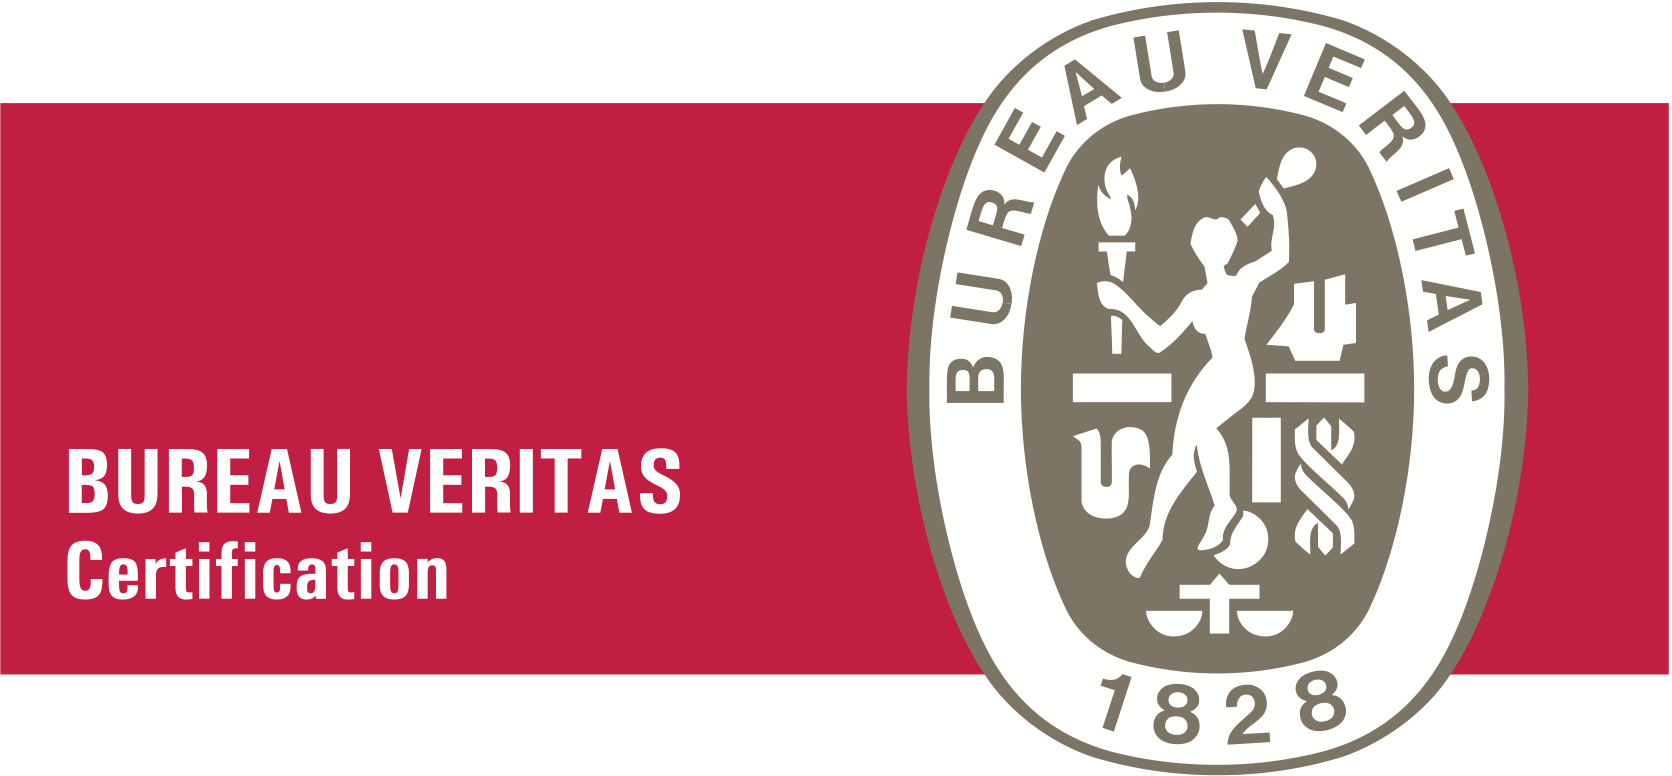 BUREAU VERITAS
Certification
BUREAU VERITAS
1828